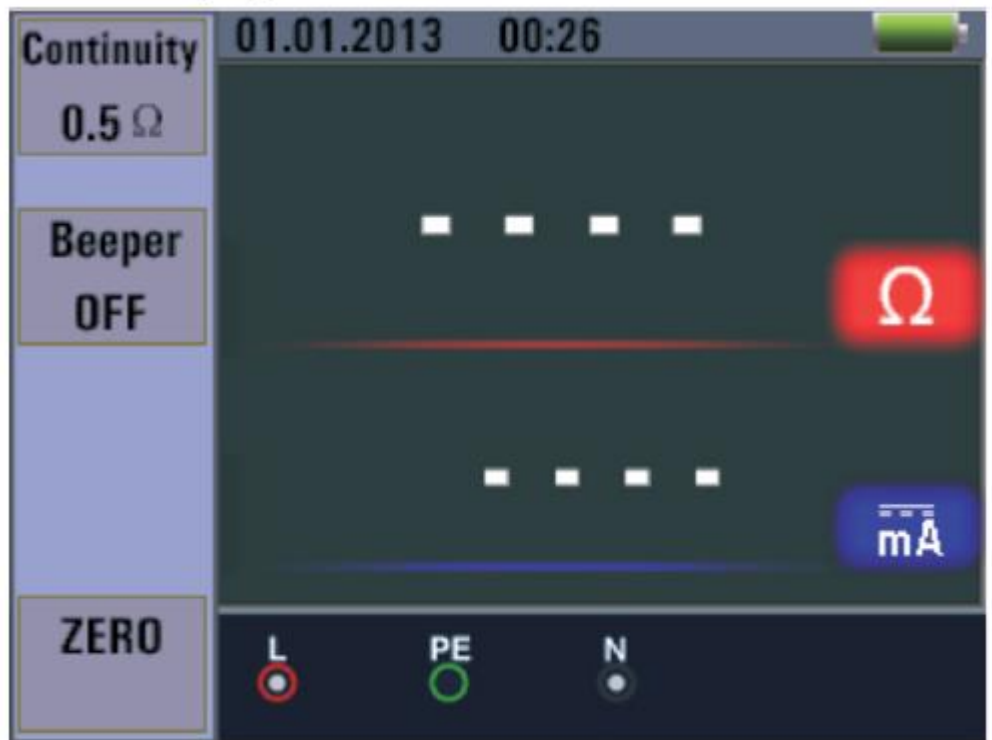 Continuity
0.5 Ω
Beeper
OFF
ZERO
01.01.2013 00:26
- - - -
Ω
- - - -
mA
L PE N